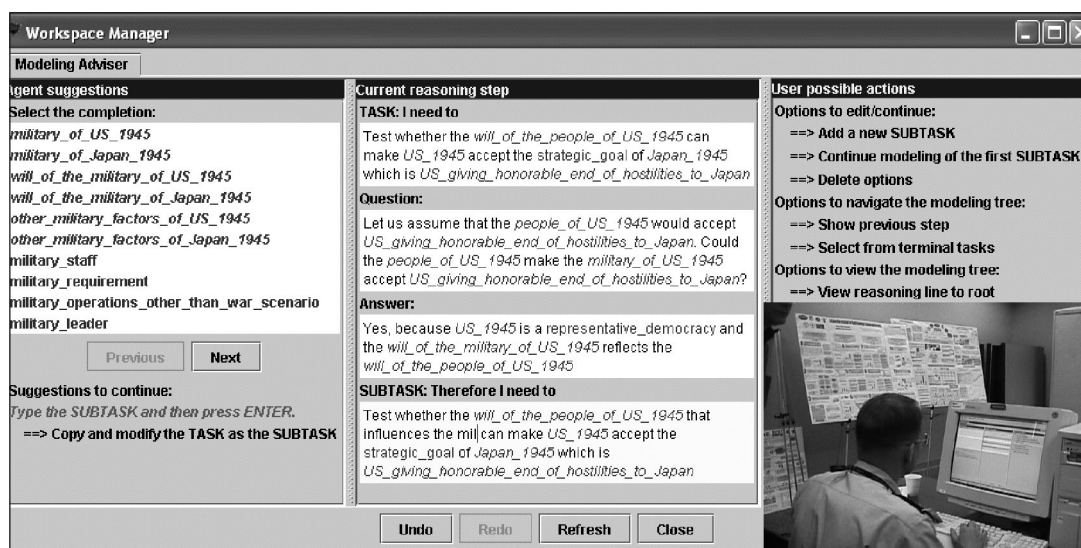 Workspace Manager
Modeling Adviser
Agent suggestions
Select the completion:
military_of_US_1945
military_of_Japan_1945
will_of_the_military_of_US_1945
will_of_the_military_of_Japan_1945
other_military_factors_of_US_1945
other_military_factors_of_Japan_1945
military_staff
military_requirement
military_operations_other_than_war_scenario
military_leader
Previous Next
Suggestions to continue:
Type the SUBTASK and then press ENTER.
==> Copy and modify the TASK as the SUBTASK
Current reasoning step
TASK: I need to
Test whether the will_of_the_people_of_US_1945 can
make US_1945 accept the strategic_goal of Japan_1945
which is US_giving_honorable_end_of_hostilities_to_Japan
Question:
Let us assume that the people_of_US_1945 would accept
US_giving_honorable_end_of_hostilities_to_Japan. Could
the people_of_US_1945 make the military_of_US_1945
accept US_giving_honorable_end_of_hostilities_to_Japan?
Answer:
Yes, because US_1945 is a representative_democracy and
the will_of_the_military_of_US_1945 reflects the
will_of_the_people_of_US_1945
SUBTASK: Therefore I need to
Test whether the will_of_the_people_of_US_1945 that
influences the mil can make US_1945 accept the
strategic_goal of Japan_1945 which is
US_giving_honorable_end_of_hostilities_to_Japan
User possible actions
Options to edit/continue:
==> Add a new SUBTASK
==> Continue modeling of the first SUBTASK
==> Delete options
Options to navigate the modeling tree:
==> Show previous step
==> Select from terminal tasks
Options to view the modeling tree:
==> View reasoning line to root
Undo Redo Refresh Close